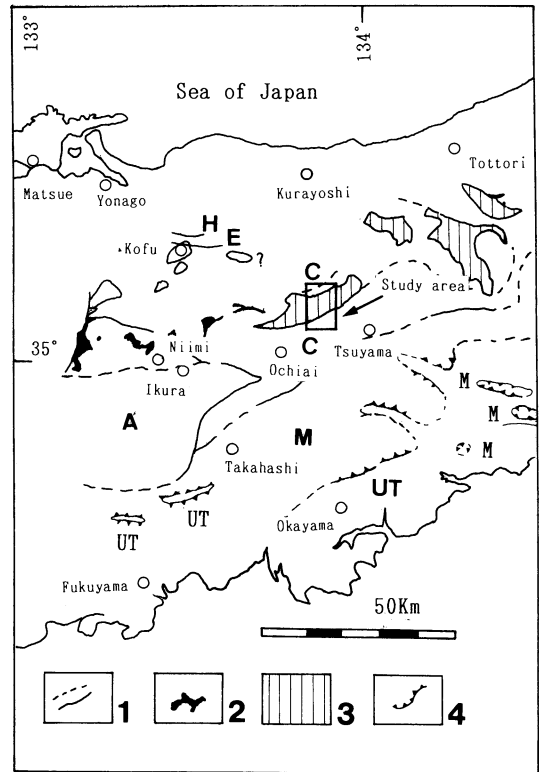 133°
134°
Sea of Japan
Matsue
Yonago
Kurayoshi
Tottori
H
E
Kofu
?
C
Study area
C
35°
Niimi
Ikura
Ochiai
Tsuyama
A
M
M
M
M
Takahashi
UT
UT
UT
Okayama
Fukuyama
50Km
1
2
3
4